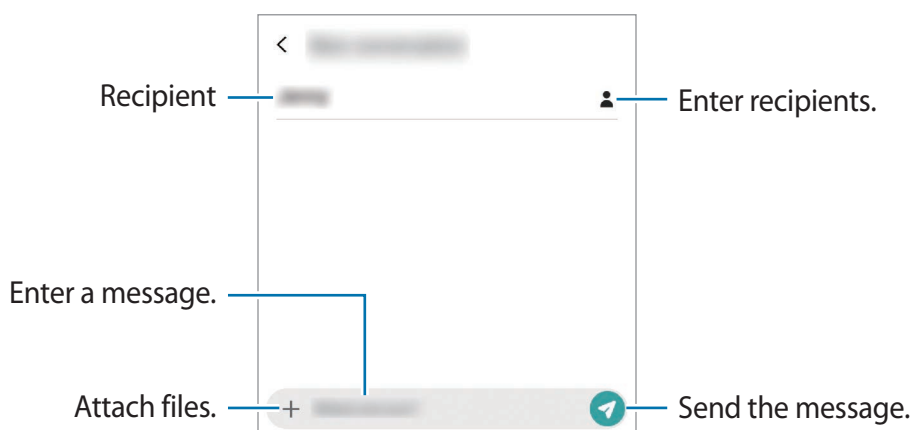 Recipient
Enter recipients.
Enter a message.
Attach files.
Send the message.